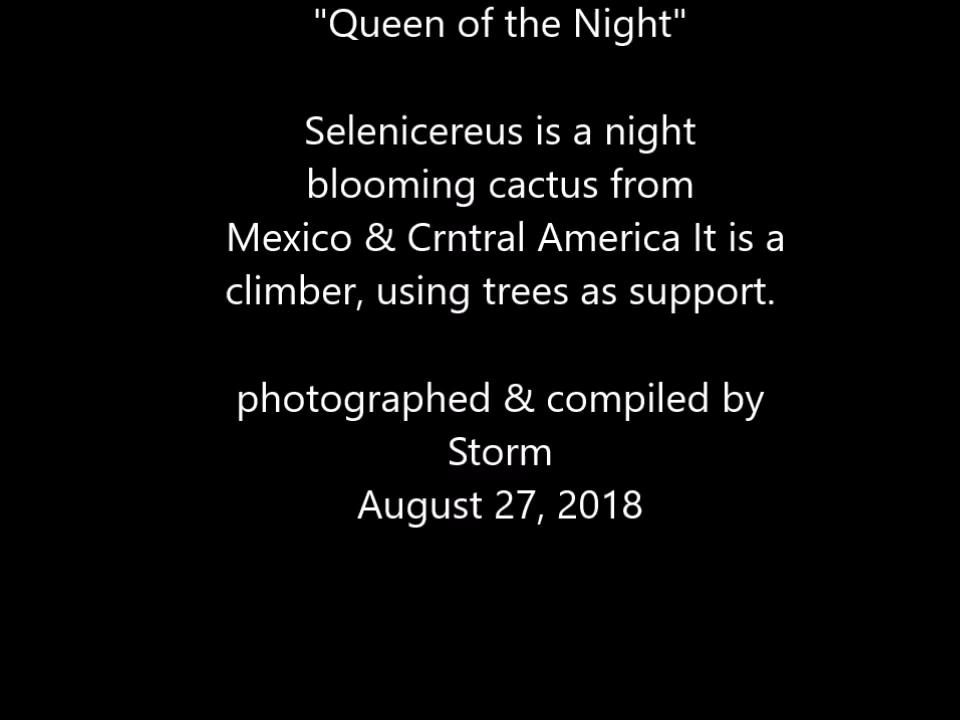 "Queen of the Night"
Selenicereus is a night
blooming cactus from
Mexico & Crntral America It is a
climber, using trees as support.
photographed & compiled by
Storm
August 27, 2018